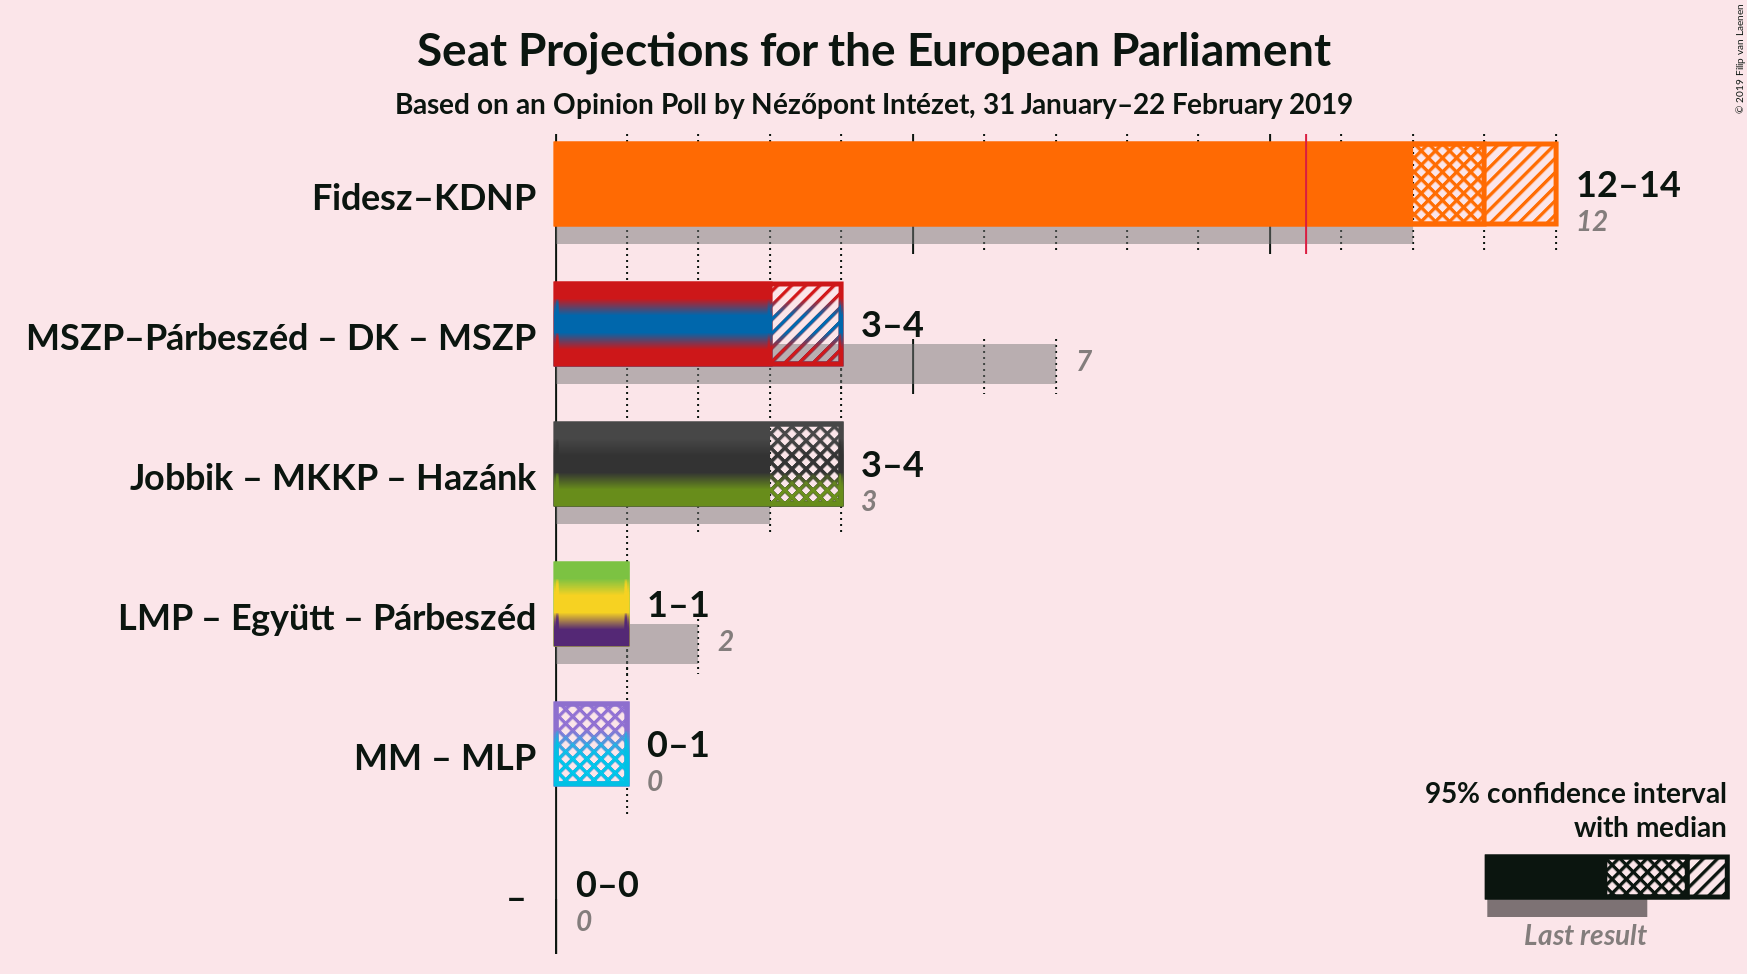 Seat Projections for the European Parliament
Based on an Opinion Poll by Nézőpont Intézet, 31 January–22 February 2019
© 2019 Filip van Laenen
Fidesz–KDNP
12–14
12
MSZP–Párbeszéd – DK – MSZP
3–4
7
Jobbik – MKKP – Hazánk
3–4
3
LMP – Együtt – Párbeszéd
1–1
2
MM – MLP
0–1
0
–
0–0
0
95% confidence interval
with median
Last result